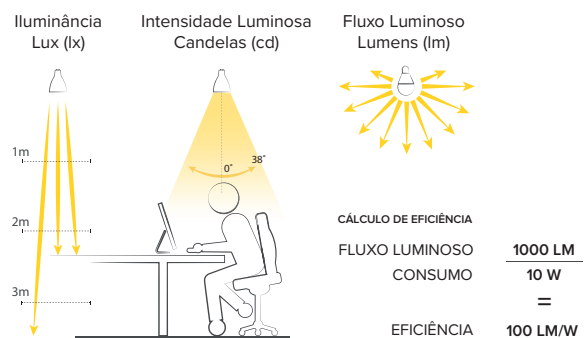 Iluminância
Lux (lx)
Intensidade Luminosa
Candelas (cd)
Fluxo Luminoso
Lumens (lm)
1m
2m
3m
0°
38°
CÁLCULO DE EFICIÊNCIA
FLUXO LUMINOSO 1000 LM
CONSUMO 10 W
=
EFICIÊNCIA 100 LM/W